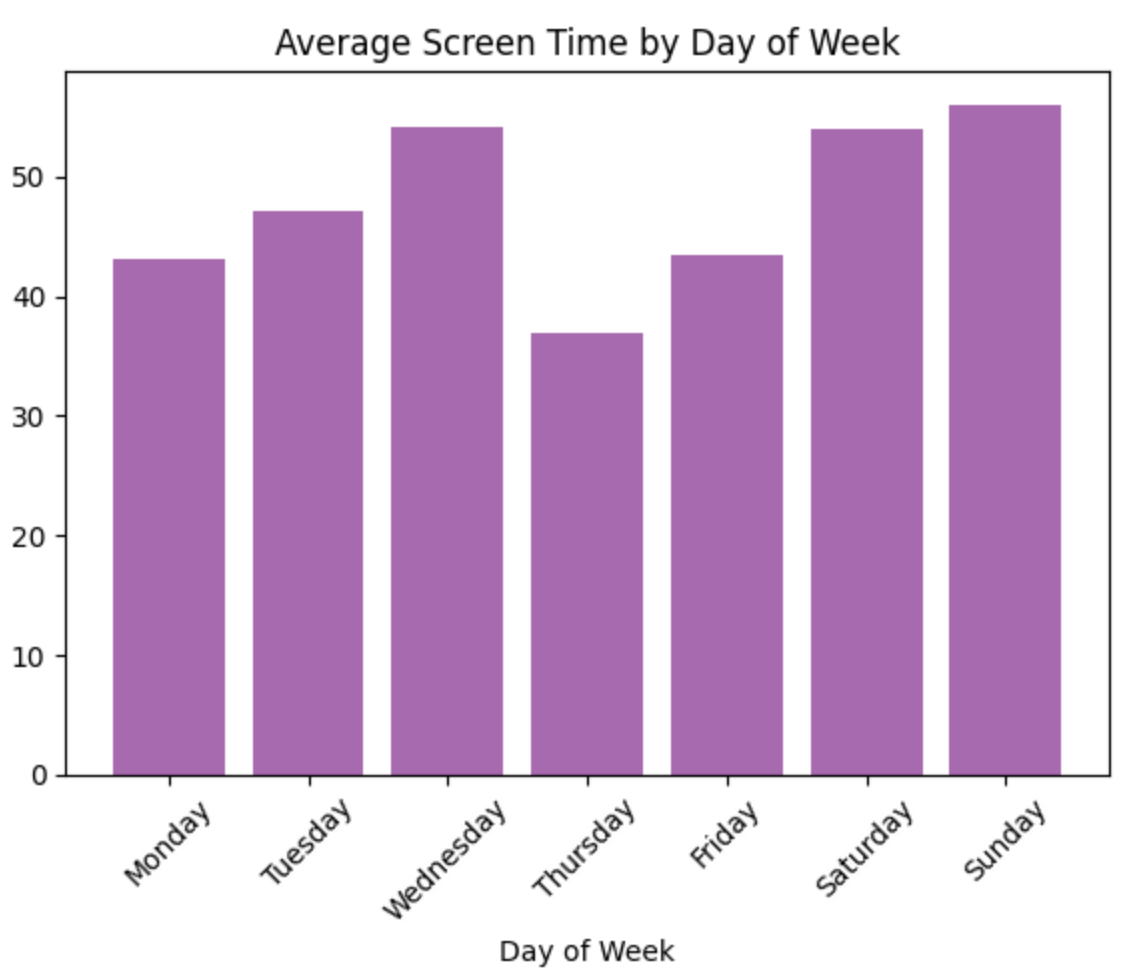 Average Screen Time by Day of Week
50
40
30
20
10
0
Monday
Tuesday
Wednesday
Thursday
Friday
Saturday
Sunday
Day of Week